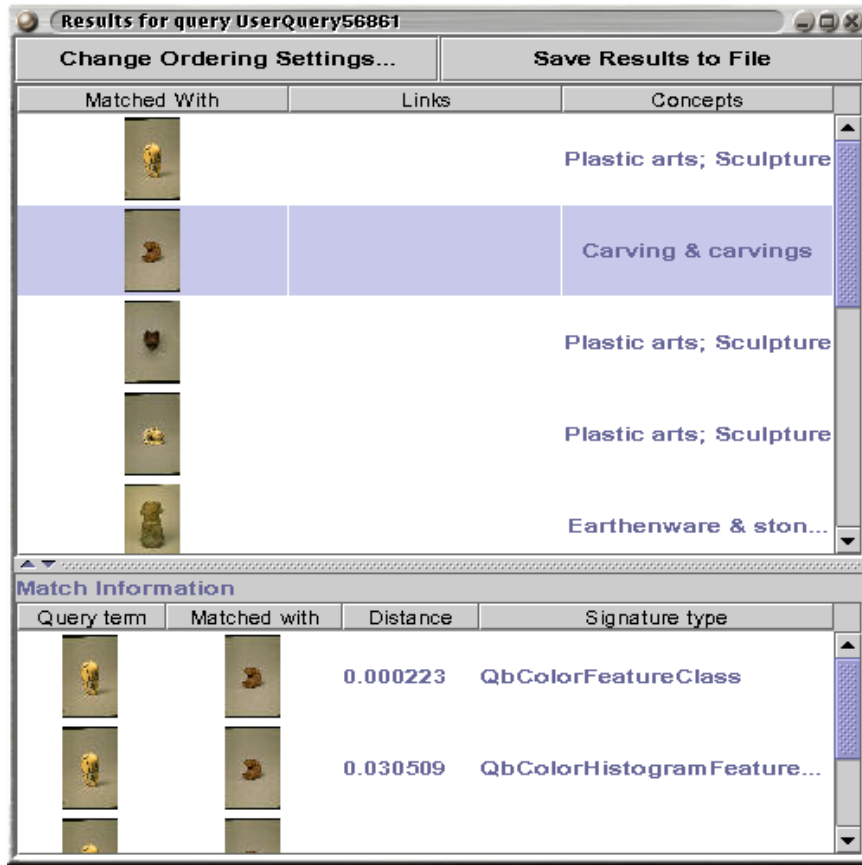 Results for query UserQuery56861
Change Ordering Settings... Save Results to File
Matched With Links Concepts
Plastic arts; Sculpture
Carving & carvings
Plastic arts; Sculpture
Plastic arts; Sculpture
Earthenware & ston...
Match Information
Query term Matched with Distance Signature type
0.000223 QbColorFeatureClass
0.030509 QbColorHistogramFeature...